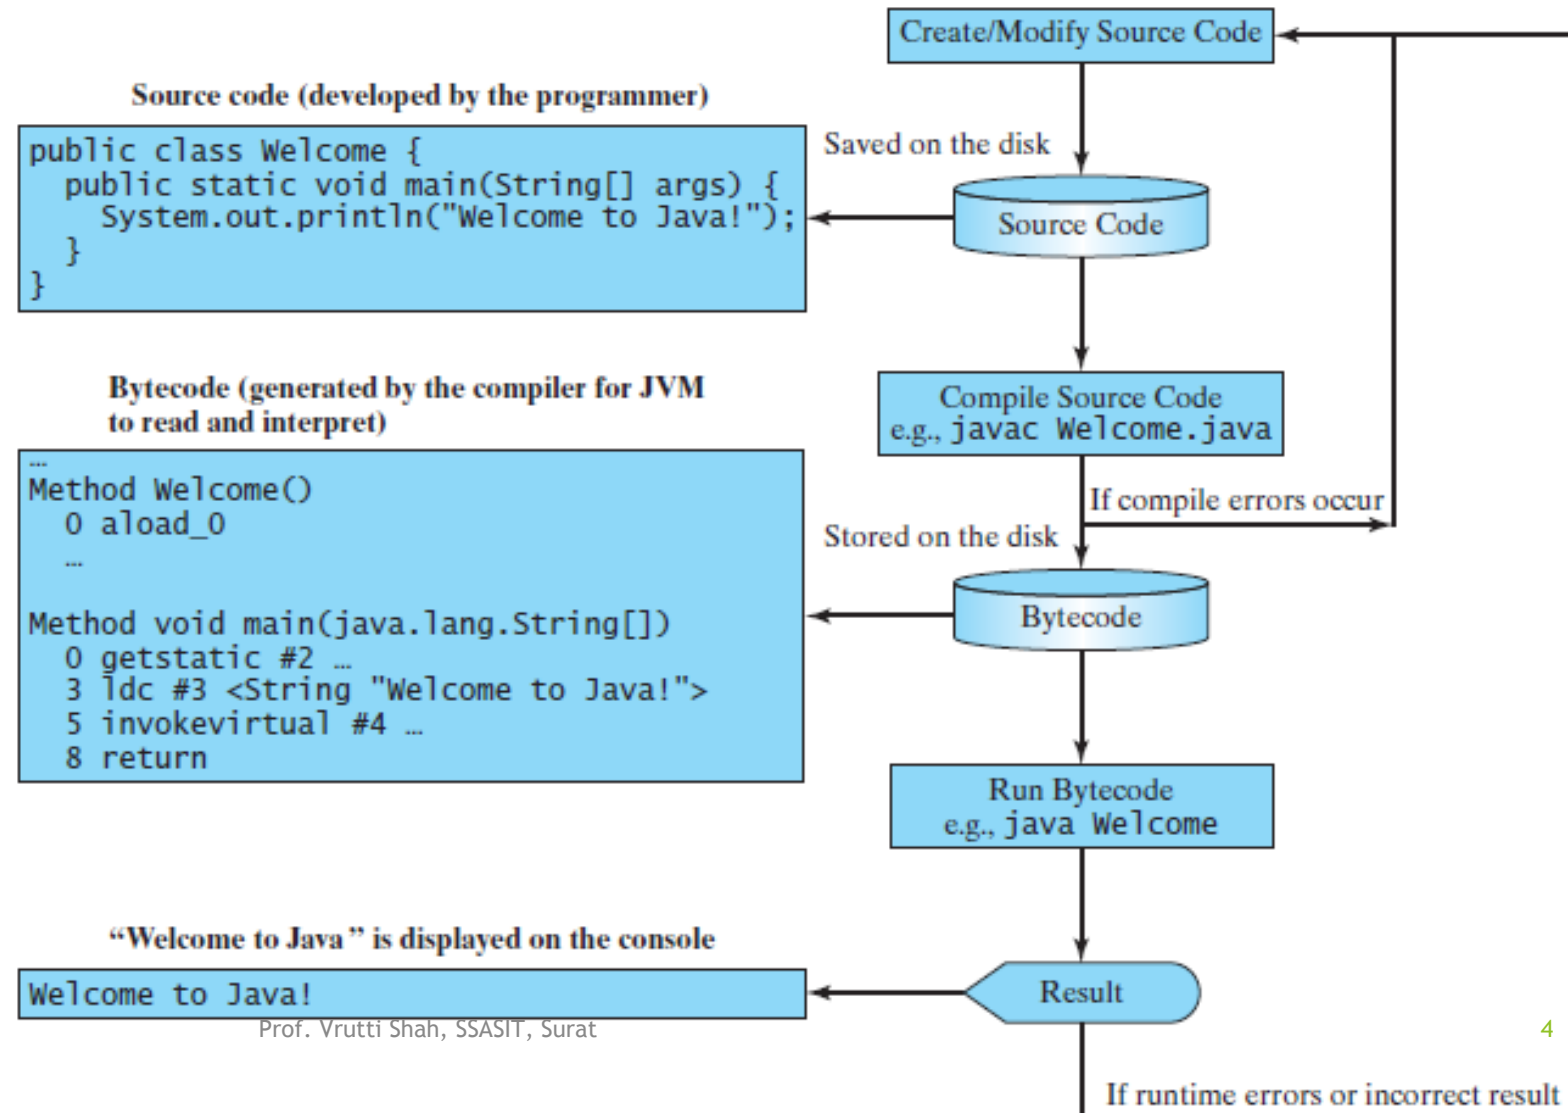 Create/Modify Source Code
Source code (developed by the programmer)
public class Welcome {
public static void main(String[] args) {
System.out.println("Welcome to Java!");
}
}
Saved on the disk
Source Code
Compile Source Code
e.g., javac Welcome.java
If compile errors occur
Bytecode (generated by the compiler for JVM
to read and interpret)
…
Method Welcome()
0 aload_0
…
Method void main(java.lang.String[])
0 getstatic #2 …
3 ldc #3 <String "Welcome to Java!">
5 invokevirtual #4 …
8 return
Stored on the disk
Bytecode
Run Bytecode
e.g., java Welcome
“Welcome to Java” is displayed on the console
Welcome to Java!
Result
Prof. Vrutti Shah, SSASIT, Surat
4
If runtime errors or incorrect result